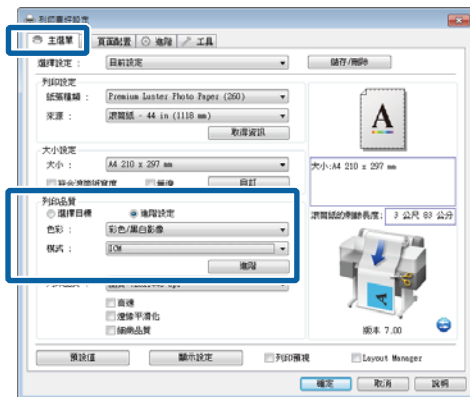 列印喜好設定
主選單 頁面配置 進階 工具
選擇設定 : 目前設定 儲存/刪除
列印設定
紙張種類 : Premium Luster Photo Paper (260)
來源 : 滾筒紙 - 44 in (1118 mm)
取得資訊
A
大小設定
大小 : A4 210 x 297 mm
大小:A4 210 x 297 mm
自訂
列印品質
選擇目標 進階設定
滾筒紙的剩餘長度: 3 公尺 83 公分
色彩 : 彩色/黑白影像
模式 : ICM
進階
高速
邊緣平滑化
細緻品質
版本 7.00
預設值 顯示設定 列印預視 Layout Manager
確定 取消 說明